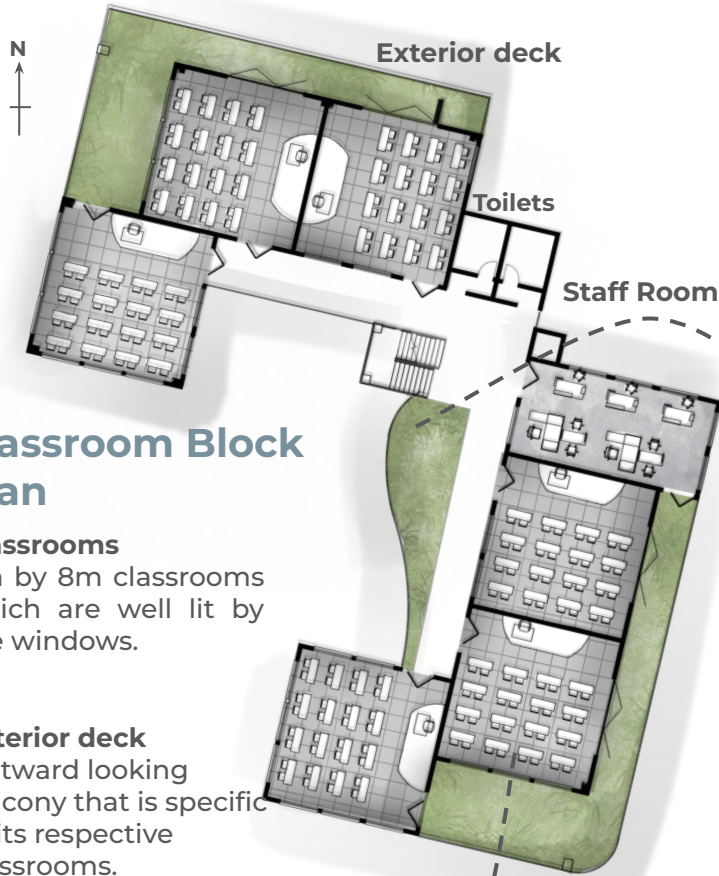 N
Exterior deck
Toilets
Staff Room
assroom Block
an
assrooms
by 8m classrooms
ich are well lit by
windows.
terior deck
tward looking
cony that is specific
its respective
ssrooms.